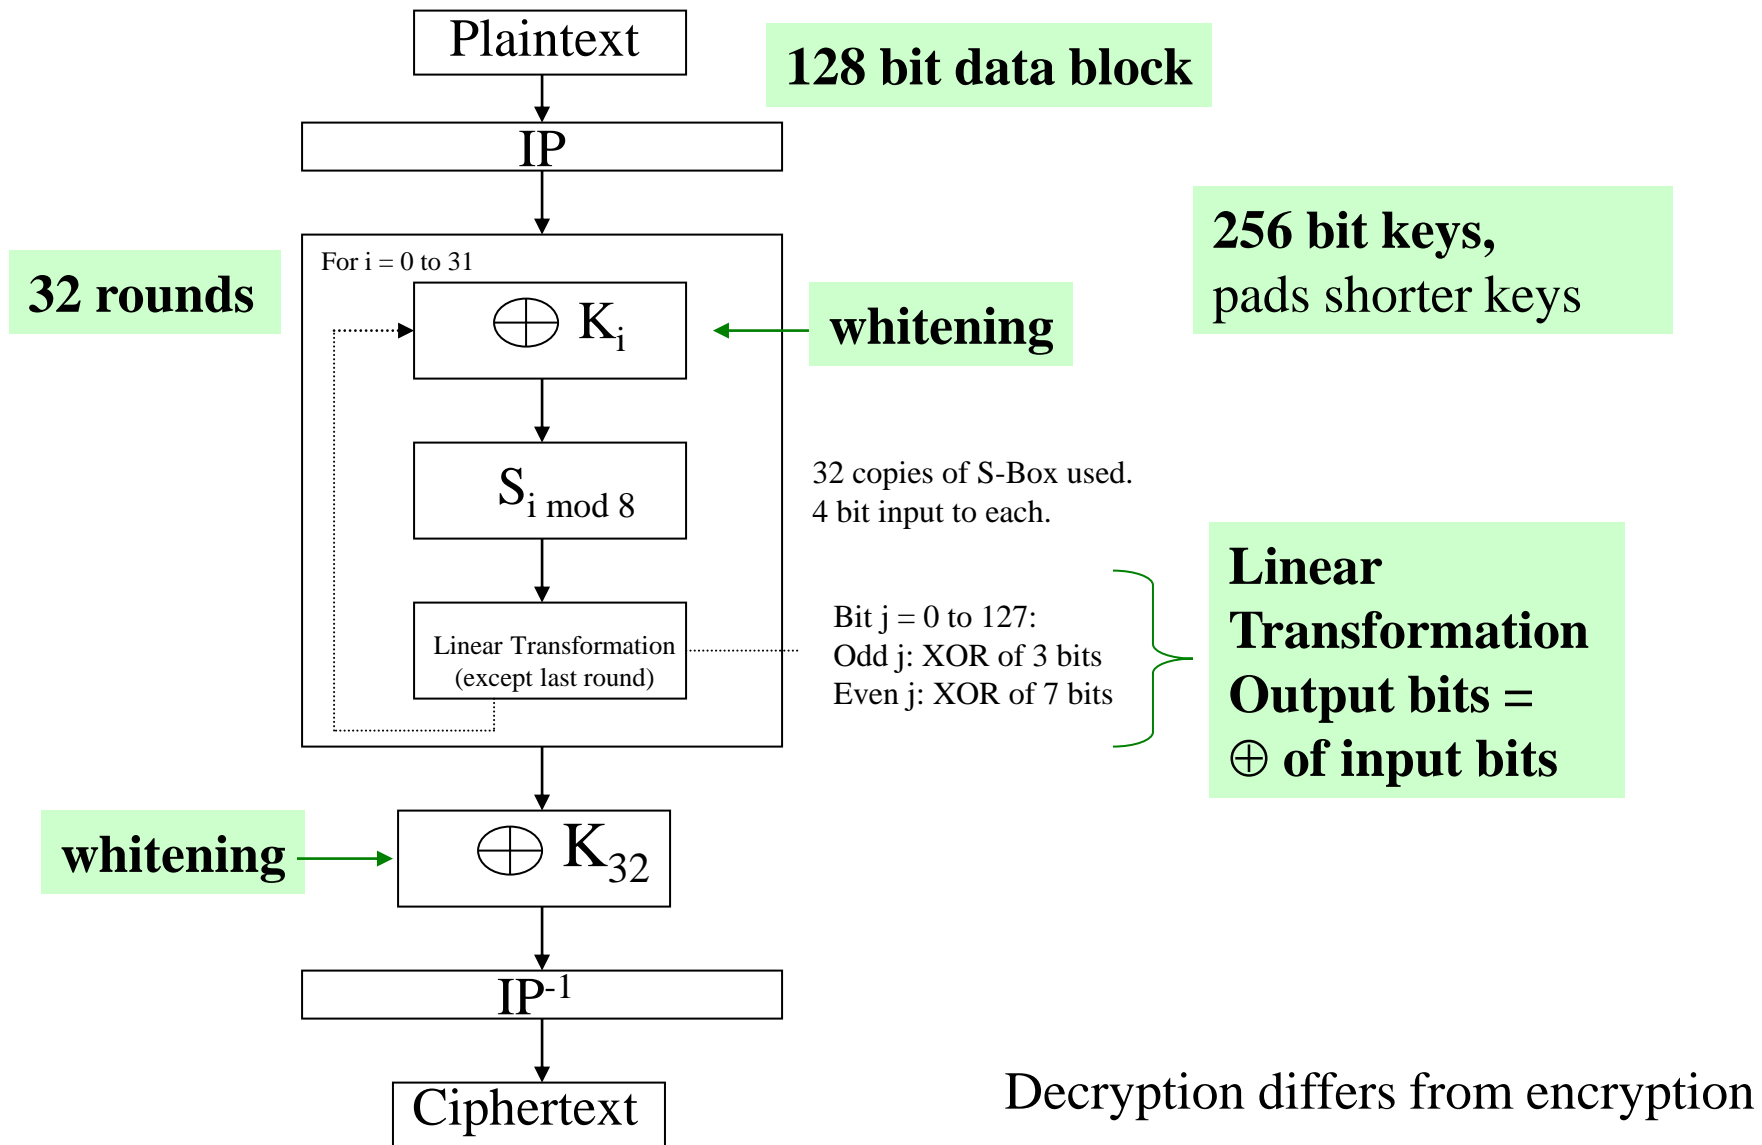 Plaintext
128 bit data block
IP
256 bit keys,
pads shorter keys
32 rounds
For i = 0 to 31
⊕ Kᵢ
whitening
S i mod 8
32 copies of S-Box used.
4 bit input to each.
Linear Transformation
(except last round)
Bit j = 0 to 127:
Odd j: XOR of 3 bits
Even j: XOR of 7 bits
Linear
Transformation
Output bits =
⊕ of input bits
whitening
⊕ K₃₂
IP⁻¹
Ciphertext
Decryption differs from encryption